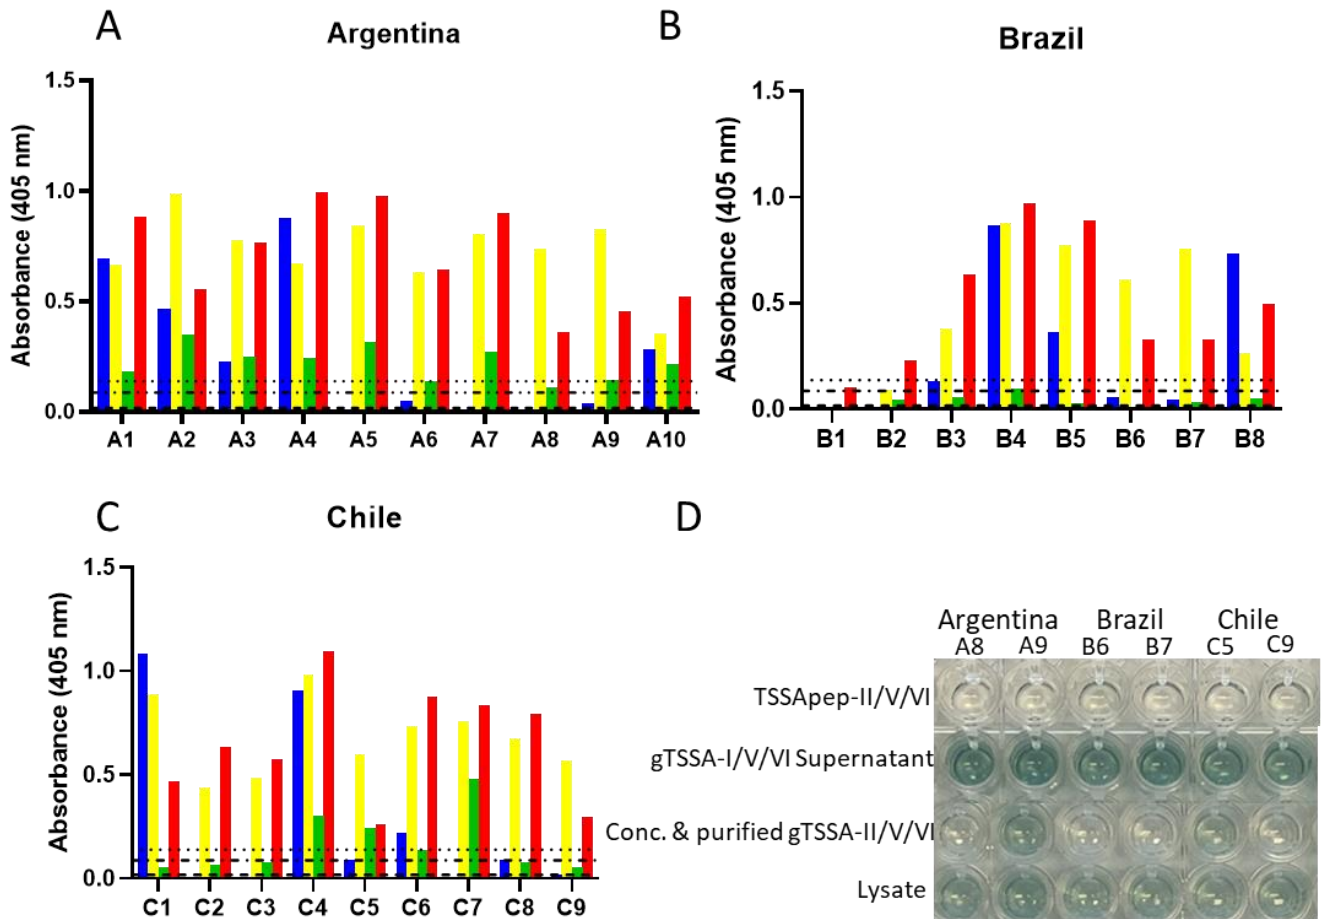 A
Argentina
Absorbance (405 nm)
1.5
1.0
0.5
0.0
A1 A2 A3 A4 A5 A6 A7 A8 A9 A10
B
Brazil
Absorbance (405 nm)
1.5
1.0
0.5
0.0
B1 B2 B3 B4 B5 B6 B7 B8
C
Chile
Absorbance (405 nm)
1.5
1.0
0.5
0.0
C1 C2 C3 C4 C5 C6 C7 C8 C9
D
Argentina Brazil Chile
A8 A9 B6 B7 C5 C9
TSSApep-II/V/VI
gTSSA-I/V/VI Supernatant
Conc. & purified gTSSA-II/V/VI
Lysate